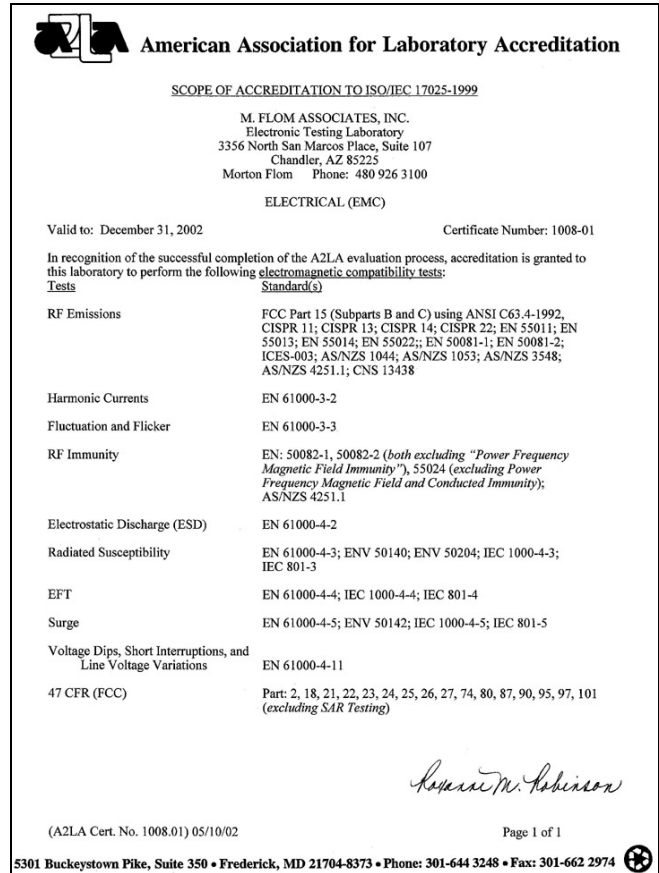 A2LA American Association for Laboratory Accreditation
SCOPE OF ACCREDITATION TO ISO/IEC 17025-1999
M. FLOM ASSOCIATES, INC.
Electronic Testing Laboratory
3356 North San Marcos Place, Suite 107
Chandler, AZ 85225
Morton Flom Phone: 480 926 3100
ELECTRICAL (EMC)
Valid to: December 31, 2002 Certificate Number: 1008-01
In recognition of the successful completion of the A2LA evaluation process, accreditation is granted to
this laboratory to perform the following electromagnetic compatibility tests:
Tests Standard(s)
RF Emissions FCC Part 15 (Subparts B and C) using ANSI C63.4-1992,
CISPR 11; CISPR 13; CISPR 14; CISPR 22; EN 55011; EN
55013; EN 55014; EN 55022;; EN 50081-1; EN 50081-2;
ICES-003; AS/NZS 1044; AS/NZS 1053; AS/NZS 3548;
AS/NZS 4251.1; CNS 13438
Harmonic Currents EN 61000-3-2
Fluctuation and Flicker EN 61000-3-3
RF Immunity EN: 50082-1, 50082-2 (both excluding “Power Frequency
Magnetic Field Immunity”), 55024 (excluding Power
Frequency Magnetic Field and Conducted Immunity);
AS/NZS 4251.1
Electrostatic Discharge (ESD) EN 61000-4-2
Radiated Susceptibility EN 61000-4-3; ENV 50140; ENV 50204; IEC 1000-4-3;
IEC 801-3
EFT EN 61000-4-4; IEC 1000-4-4; IEC 801-4
Surge EN 61000-4-5; ENV 50142; IEC 1000-4-5; IEC 801-5
Voltage Dips, Short Interruptions, and
Line Voltage Variations EN 61000-4-11
47 CFR (FCC) Part: 2, 18, 21, 22, 23, 24, 25, 26, 27, 74, 80, 87, 90, 95, 97, 101
(excluding SAR Testing)
Roxanne M. Robinson
(A2LA Cert. No. 1008.01) 05/10/02 Page 1 of 1
5301 Buckeystown Pike, Suite 350 • Frederick, MD 21704-8373 • Phone: 301-644 3248 • Fax: 301-662 2974